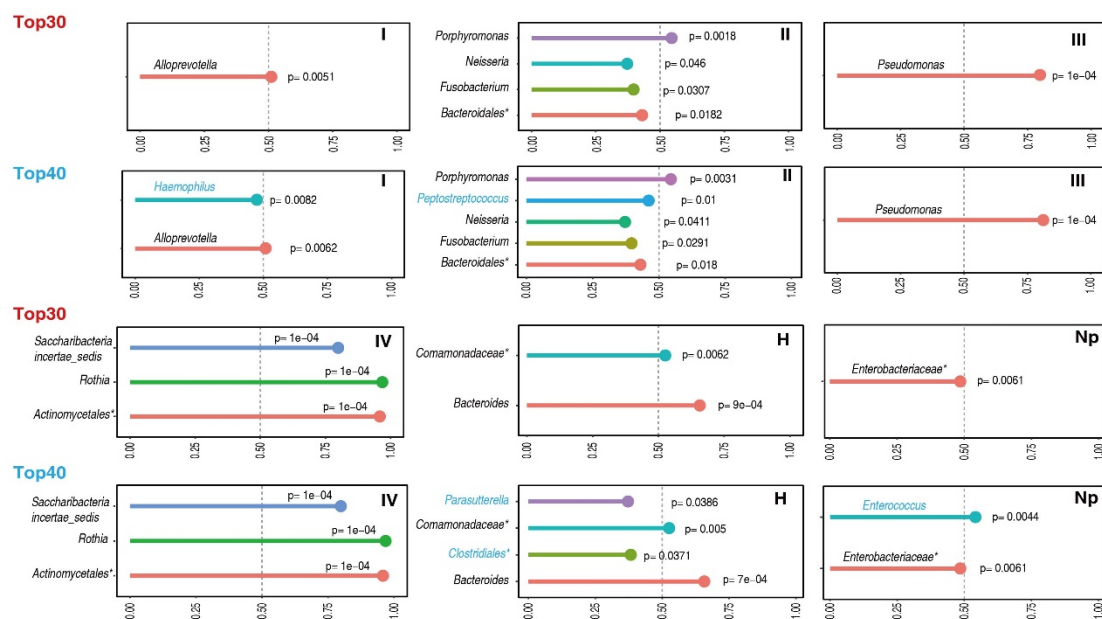 Top30
I
Alloprevotella
p= 0.0051
0.00
0.25
0.50
0.75
1.00
II
Porphyromonas
p= 0.0018
Neisseria
p= 0.046
Fusobacterium
p= 0.0307
Bacteroidales*
p= 0.0182
0.00
0.25
0.50
0.75
1.00
III
Pseudomonas
p= 1e-04
0.00
0.25
0.50
0.75
1.00
Top40
I
Haemophilus
p= 0.0082
Alloprevotella
p= 0.0062
0.00
0.25
0.50
0.75
1.00
II
Porphyromonas
p= 0.0031
Peptostreptococcus
p= 0.01
Neisseria
p= 0.0411
Fusobacterium
p= 0.0291
Bacteroidales*
p= 0.018
0.00
0.25
0.50
0.75
1.00
III
Pseudomonas
p= 1e-04
0.00
0.25
0.50
0.75
1.00
Top30
IV
Saccharibacteria
incertae_sedis
p= 1e-04
Rothia
p= 1e-04
Actinomycetales*
p= 1e-04
0.00
0.25
0.50
0.75
1.00
H
Comamonadaceae*
p= 0.0062
Bacteroides
p= 9e-04
0.00
0.25
0.50
0.75
1.00
Np
Enterobacteriaceae*
p= 0.0061
0.00
0.25
0.50
0.75
1.00
Top40
IV
Saccharibacteria
incertae_sedis
p= 1e-04
Rothia
p= 1e-04
Actinomycetales*
p= 1e-04
0.00
0.25
0.50
0.75
1.00
H
Parasutterella
p= 0.0386
Comamonadaceae*
p= 0.005
Clostridiales*
p= 0.0371
Bacteroides
p= 7e-04
0.00
0.25
0.50
0.75
1.00
Np
Enterococcus
p= 0.0044
Enterobacteriaceae*
p= 0.0061
0.00
0.25
0.50
0.75
1.00